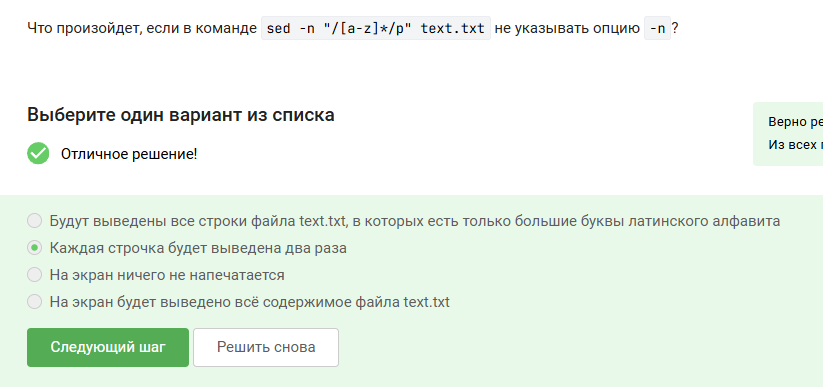 Что произойдет, если в команде sed -n "/[a-z]*/p" text.txt не указывать опцию -n?
Выберите один вариант из списка
Отличное решение!
Верно
Из всех
Будут выведены все строки файла text.txt, в которых есть только большие буквы латинского алфавита
Каждая строчка будет выведена два раза
На экран ничего не напечатается
На экран будет выведено всё содержимое файла text.txt
Следующий шаг
Решить снова